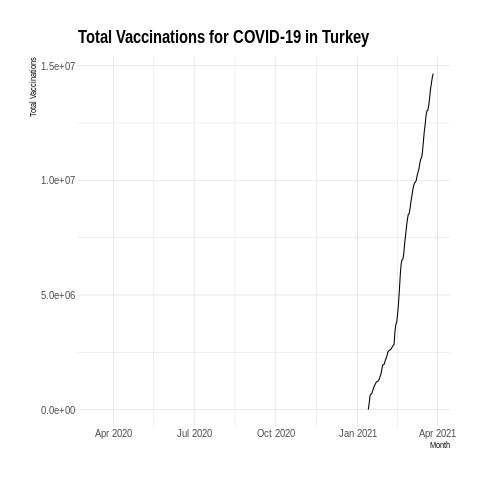 Total Vaccinations for COVID-19 in Turkey
Total Vaccinations
1.5e+07
1.0e+07
5.0e+06
0.0e+00
Apr 2020 Jul 2020 Oct 2020 Jan 2021 Apr 2021
Month